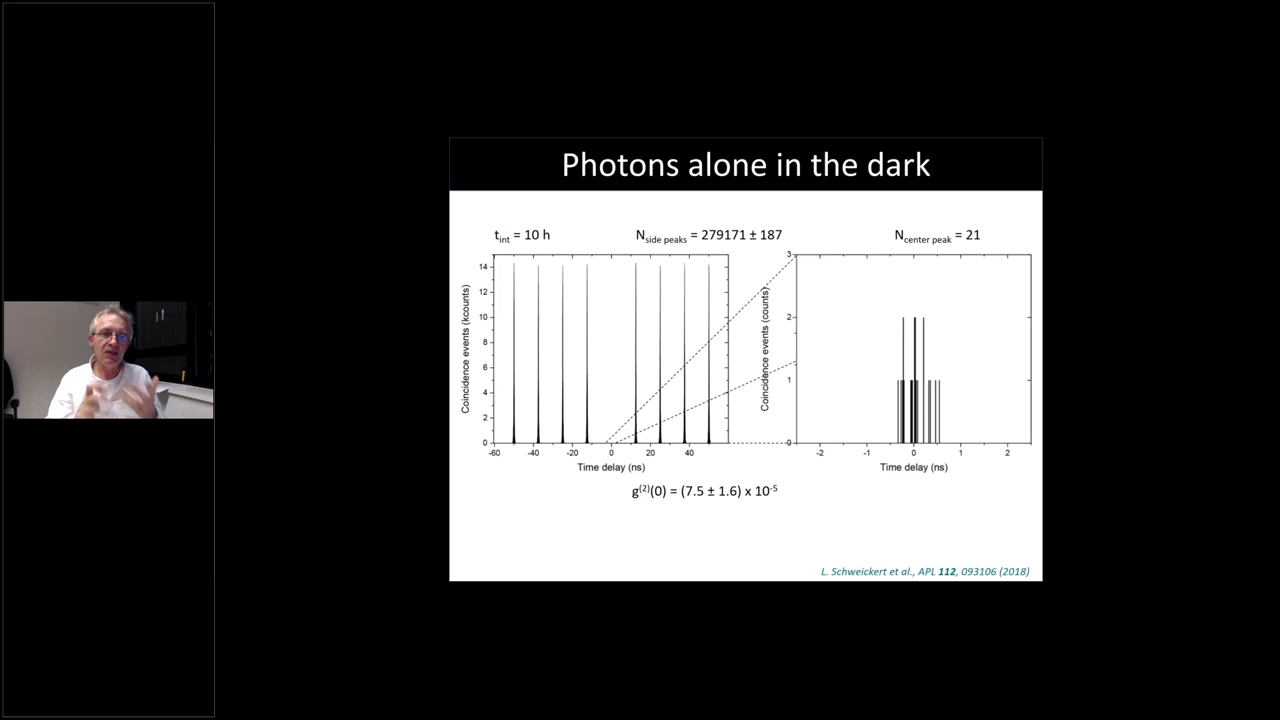 Photons alone in the dark
tint = 10 h
Nside peaks = 279171 ± 187
Ncenter peak = 21
Coincidence events (kcounts)
14
12
10
8
6
4
2
0
-60
-40
-20
0
20
40
Time delay (ns)
Coincidence events (counts)
3
2
1
0
-2
-1
0
1
2
Time delay (ns)
g(2)(0) = (7.5 ± 1.6) x 10-5
L. Schweickert et al., APL 112, 093106 (2018)